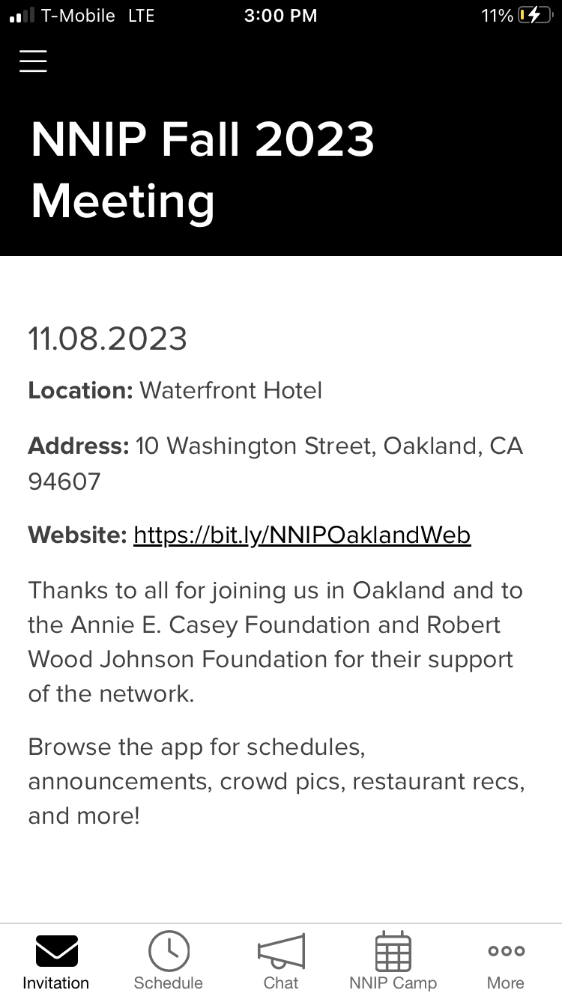 T-Mobile LTE 3:00 PM 11%
NNIP Fall 2023
Meeting
11.08.2023
Location: Waterfront Hotel
Address: 10 Washington Street, Oakland, CA
94607
Website: https://bit.ly/NNIPOaklandWeb
Thanks to all for joining us in Oakland and to
the Annie E. Casey Foundation and Robert
Wood Johnson Foundation for their support
of the network.
Browse the app for schedules,
announcements, crowd pics, restaurant recs,
and more!
Invitation Schedule Chat NNIP Camp More